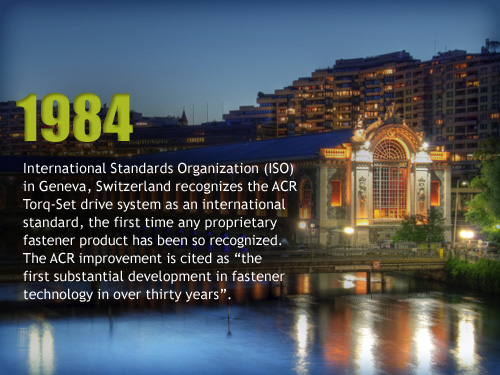 1984
International Standards Organization (ISO)
in Geneva, Switzerland recognizes the ACR
Torq-Set drive system as an international
standard, the first time any proprietary
fastener product has been so recognized.
The ACR improvement is cited as “the
first substantial development in fastener
technology in over thirty years”.